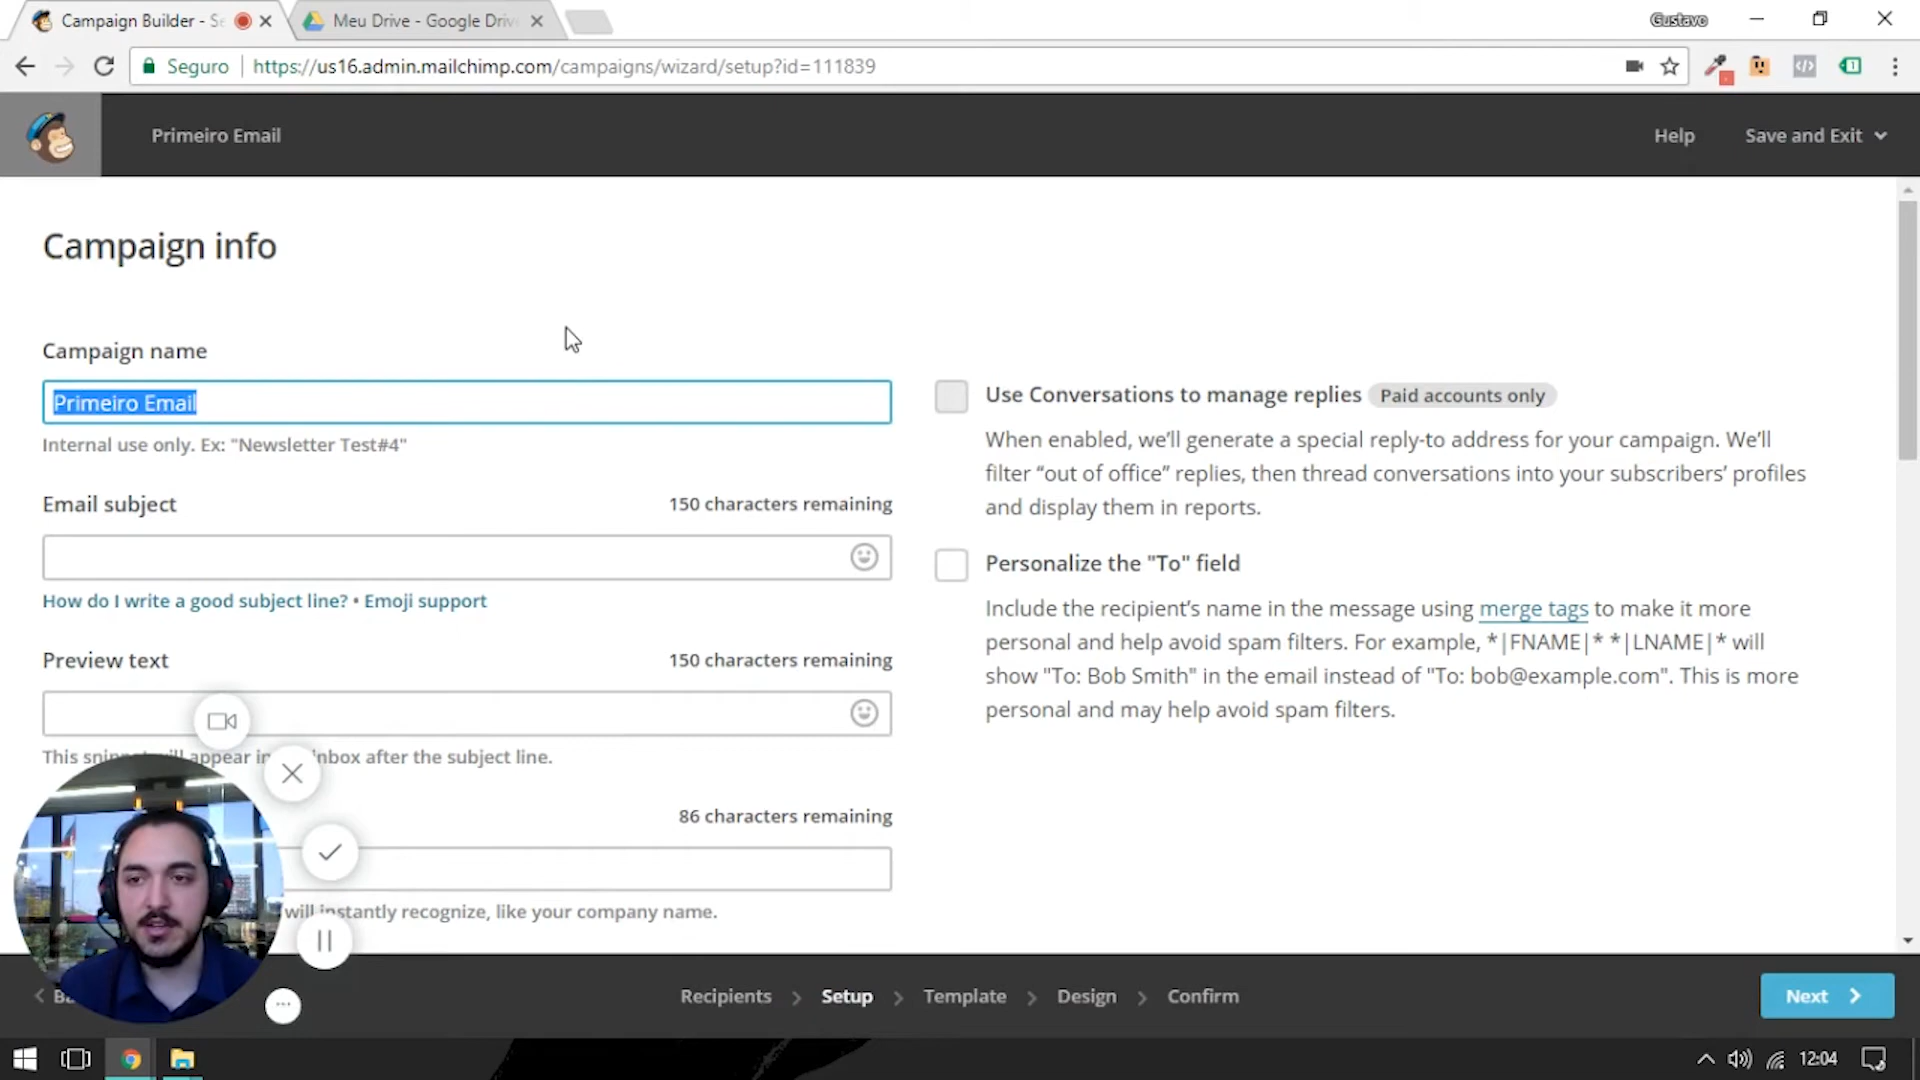 Campaign Builder - Se
Meu Drive - Google Driv
Gustavo
Seguro
https://us16.admin.mailchimp.com/campaigns/wizard/setup?id=111839
Primeiro Email
Help
Save and Exit
Campaign info
Campaign name
Primeiro Email
Internal use only. Ex: "Newsletter Test#4"
Email subject
150 characters remaining
How do I write a good subject line? • Emoji support
Preview text
150 characters remaining
This snippet will appear in inbox after the subject line.
86 characters remaining
will instantly recognize, like your company name.
Use Conversations to manage replies Paid accounts only
When enabled, we’ll generate a special reply-to address for your campaign. We’ll
filter “out of office” replies, then thread conversations into your subscribers’ profiles
and display them in reports.
Personalize the "To" field
Include the recipient’s name in the message using merge tags to make it more
personal and help avoid spam filters. For example, *|FNAME|* *|LNAME|* will
show "To: Bob Smith" in the email instead of "To: bob@example.com". This is more
personal and may help avoid spam filters.
Recipients
Setup
Template
Design
Confirm
Next
12:04